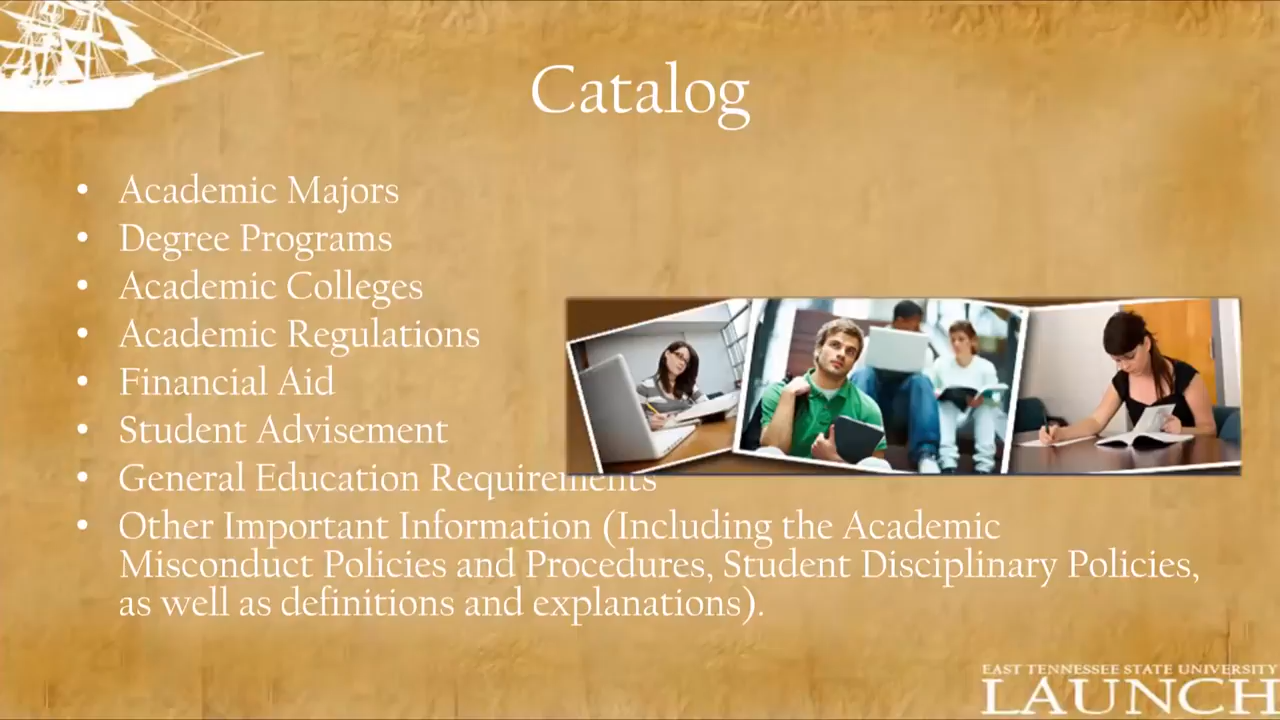 Catalog
• Academic Majors
• Degree Programs
• Academic Colleges
• Academic Regulations
• Financial Aid
• Student Advisement
• General Education Requirements
• Other Important Information (Including the Academic
Misconduct Policies and Procedures, Student Disciplinary Policies,
as well as definitions and explanations).
EAST TENNESSEE STATE UNIVERSITY
LAUNCH